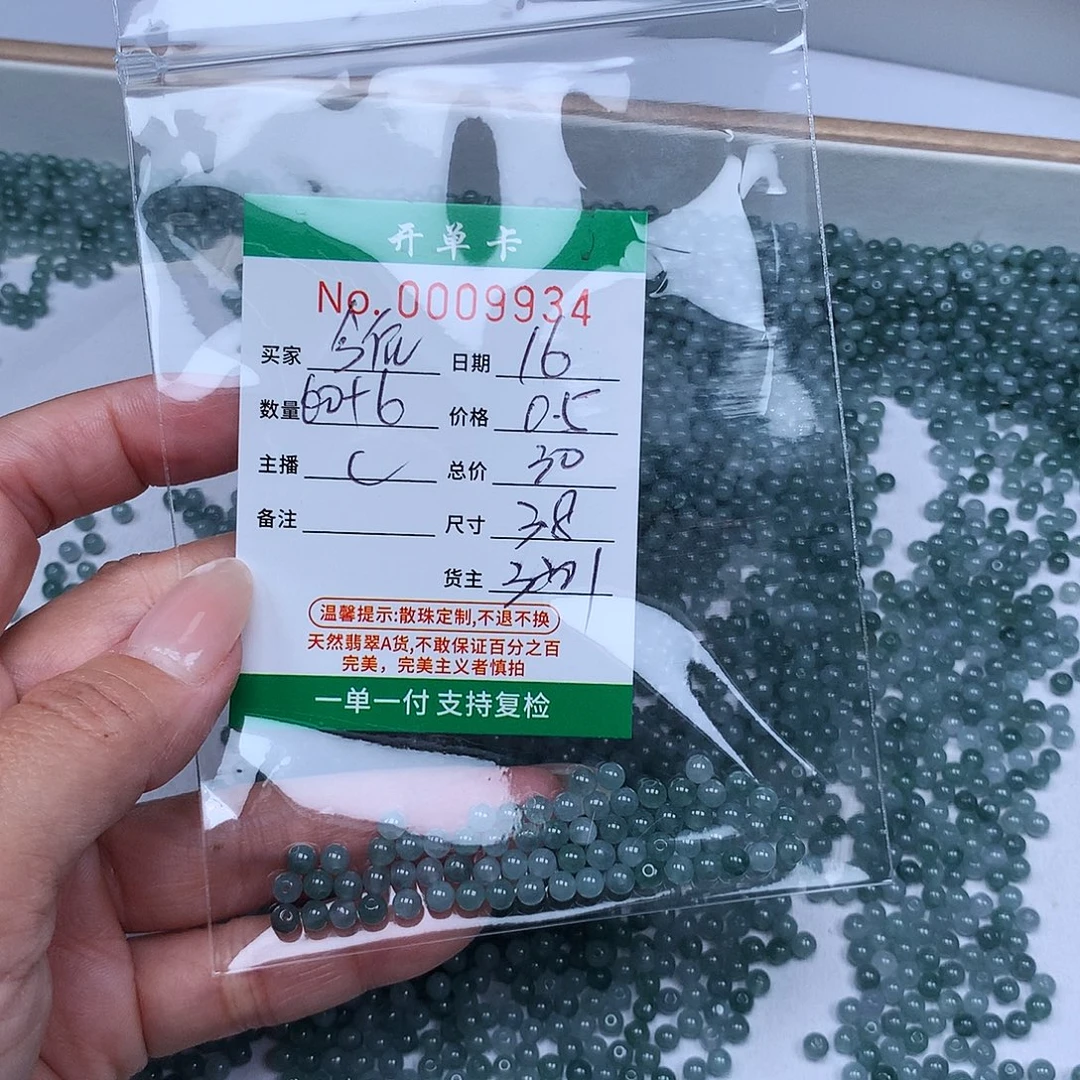 开单卡
No. 0009934
买家 日期 16
数量 60+6 价格 0.5
主播 C 总价 30
备注 尺寸 3.8
货主
温馨提示:散珠定制,不退不换
天然翡翠A货,不敢保证百分之百
完美，完美主义者慎拍
一单一付 支持复检